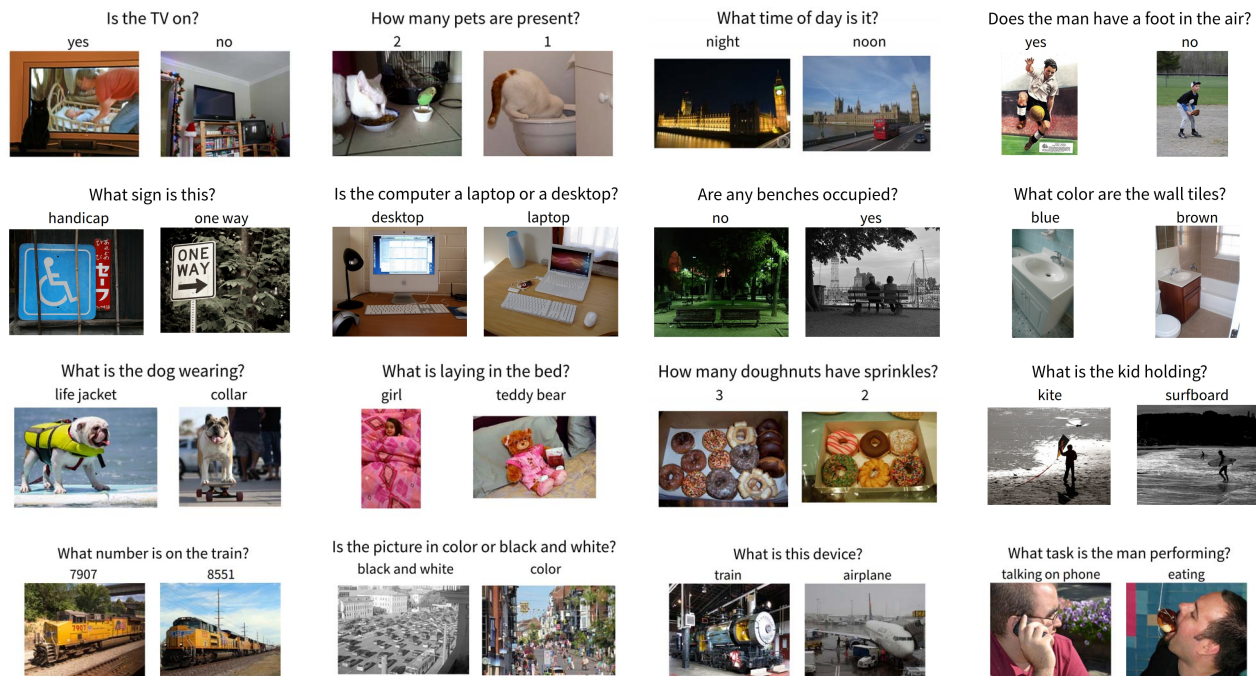 Is the TV on?
yes no
How many pets are present?
2 1
What time of day is it?
night noon
Does the man have a foot in the air?
yes no
What sign is this?
handicap one way
セーフ
ONE
WAY
Is the computer a laptop or a desktop?
desktop laptop
Are any benches occupied?
no yes
What color are the wall tiles?
blue brown
What is the dog wearing?
life jacket collar
What is laying in the bed?
girl teddy bear
How many doughnuts have sprinkles?
3 2
What is the kid holding?
kite surfboard
What number is on the train?
7907 8551
Is the picture in color or black and white?
black and white color
What is this device?
train airplane
What task is the man performing?
talking on phone eating